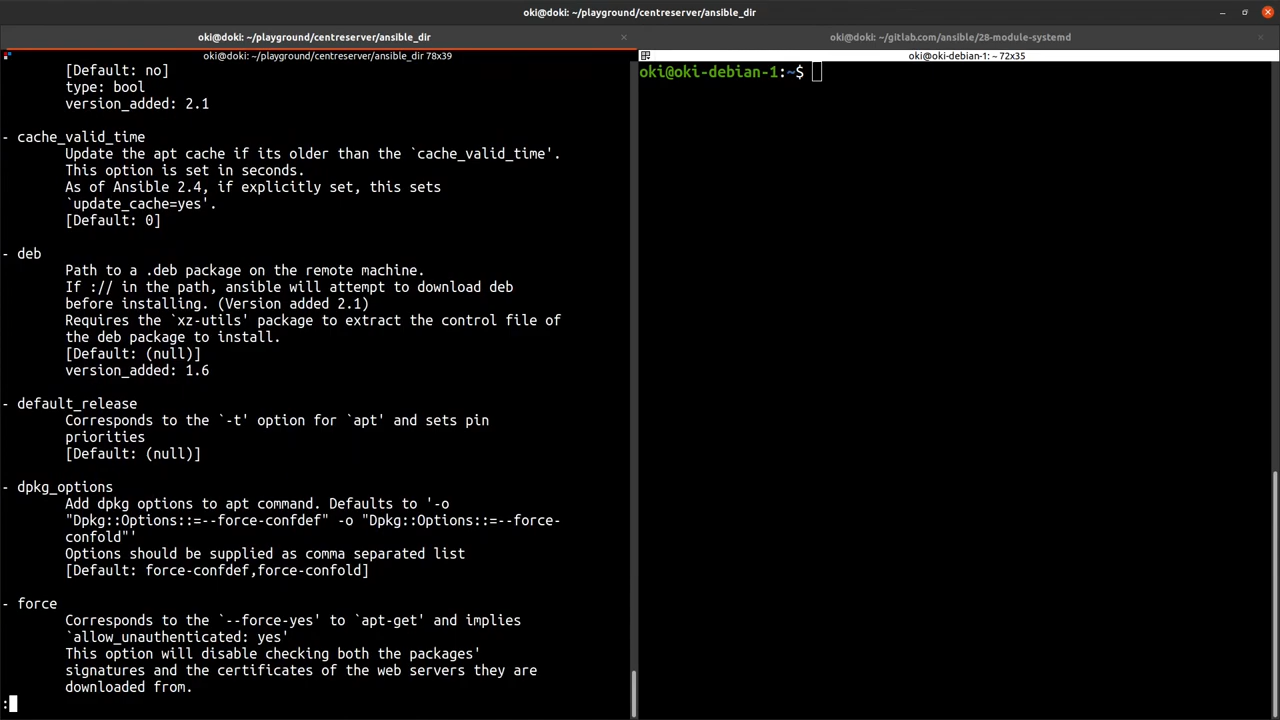 oki@doki: ~/playground/centreserver/ansible_dir
oki@doki: ~/playground/centreserver/ansible_dir
oki@doki: ~/gitlab.com/ansible/28-module-systemd
oki@doki: ~/playground/centreserver/ansible_dir 78x39
oki@oki-debian-1: ~ 72x35
[Default: no]
type: bool
version_added: 2.1
- cache_valid_time
Update the apt cache if its older than the `cache_valid_time'.
This option is set in seconds.
As of Ansible 2.4, if explicitly set, this sets
`update_cache=yes'.
[Default: 0]
- deb
Path to a .deb package on the remote machine.
If :// in the path, ansible will attempt to download deb
before installing. (Version added 2.1)
Requires the `xz-utils' package to extract the control file of
the deb package to install.
[Default: (null)]
version_added: 1.6
- default_release
Corresponds to the `-t' option for `apt' and sets pin
priorities
[Default: (null)]
- dpkg_options
Add dpkg options to apt command. Defaults to '-o
"Dpkg::Options::=--force-confdef" -o "Dpkg::Options::=--force-
confold"'
Options should be supplied as comma separated list
[Default: force-confdef,force-confold]
- force
Corresponds to the `--force-yes' to `apt-get' and implies
`allow_unauthenticated: yes'
This option will disable checking both the packages'
signatures and the certificates of the web servers they are
downloaded from.
:
oki@oki-debian-1:~$